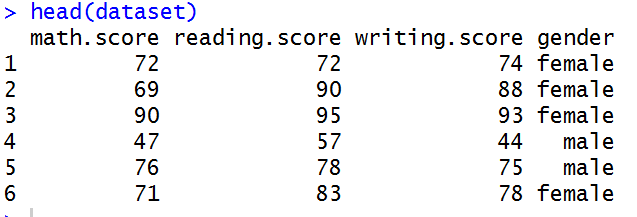 > head(dataset)
  math.score reading.score writing.score gender
1         72            72            74 female
2         69            90            88 female
3         90            95            93 female
4         47            57            44   male
5         76            78            75   male
6         71            83            78 female
>